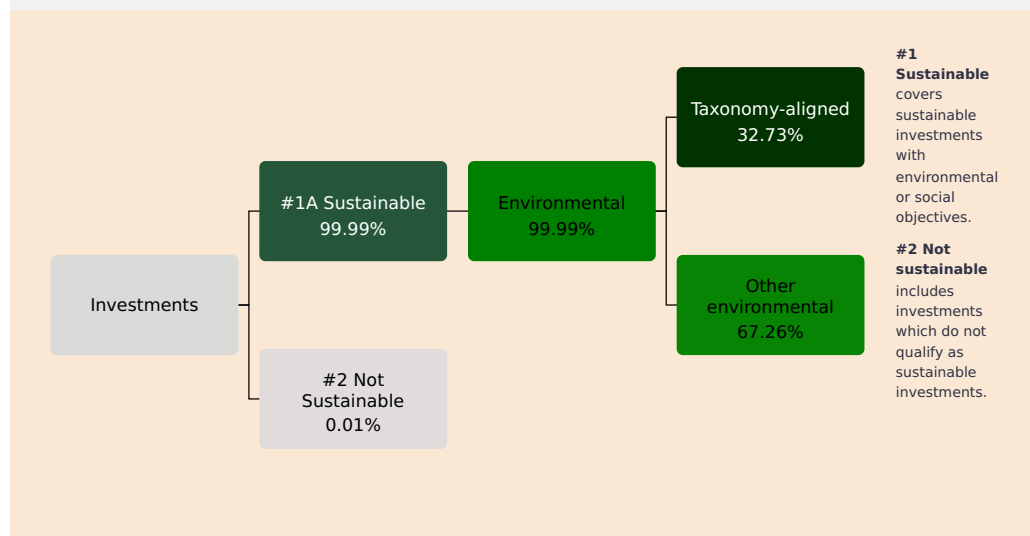 Investments
#1A Sustainable
99.99%
#2 Not
Sustainable
0.01%
Environmental
99.99%
Taxonomy-aligned
32.73%
Other
environmental
67.26%
#1
Sustainable
covers
sustainable
investments
with
environmental
or social
objectives.
#2 Not
sustainable
includes
investments
which do not
qualify as
sustainable
investments.